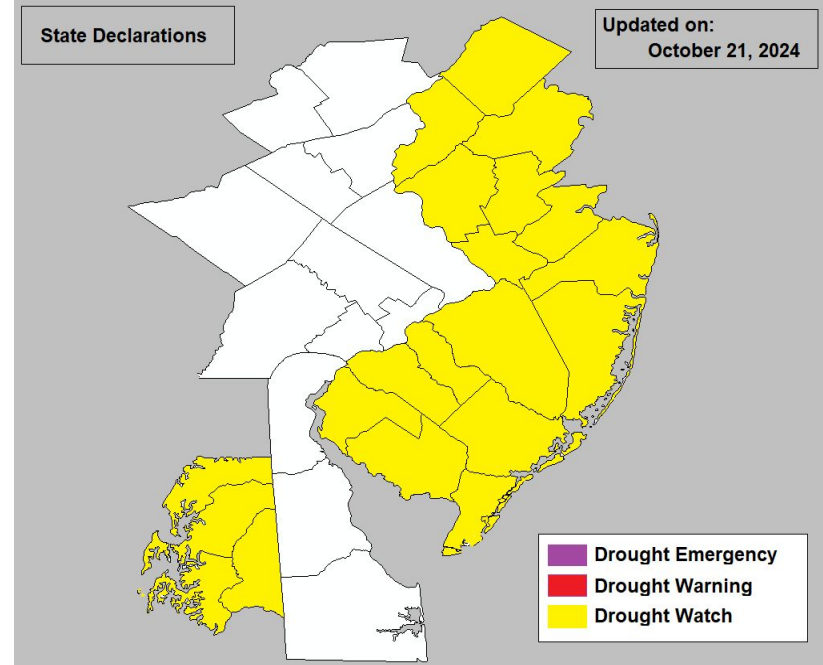 State Declarations
Updated on:
October 21, 2024
Drought Emergency
Drought Warning
Drought Watch